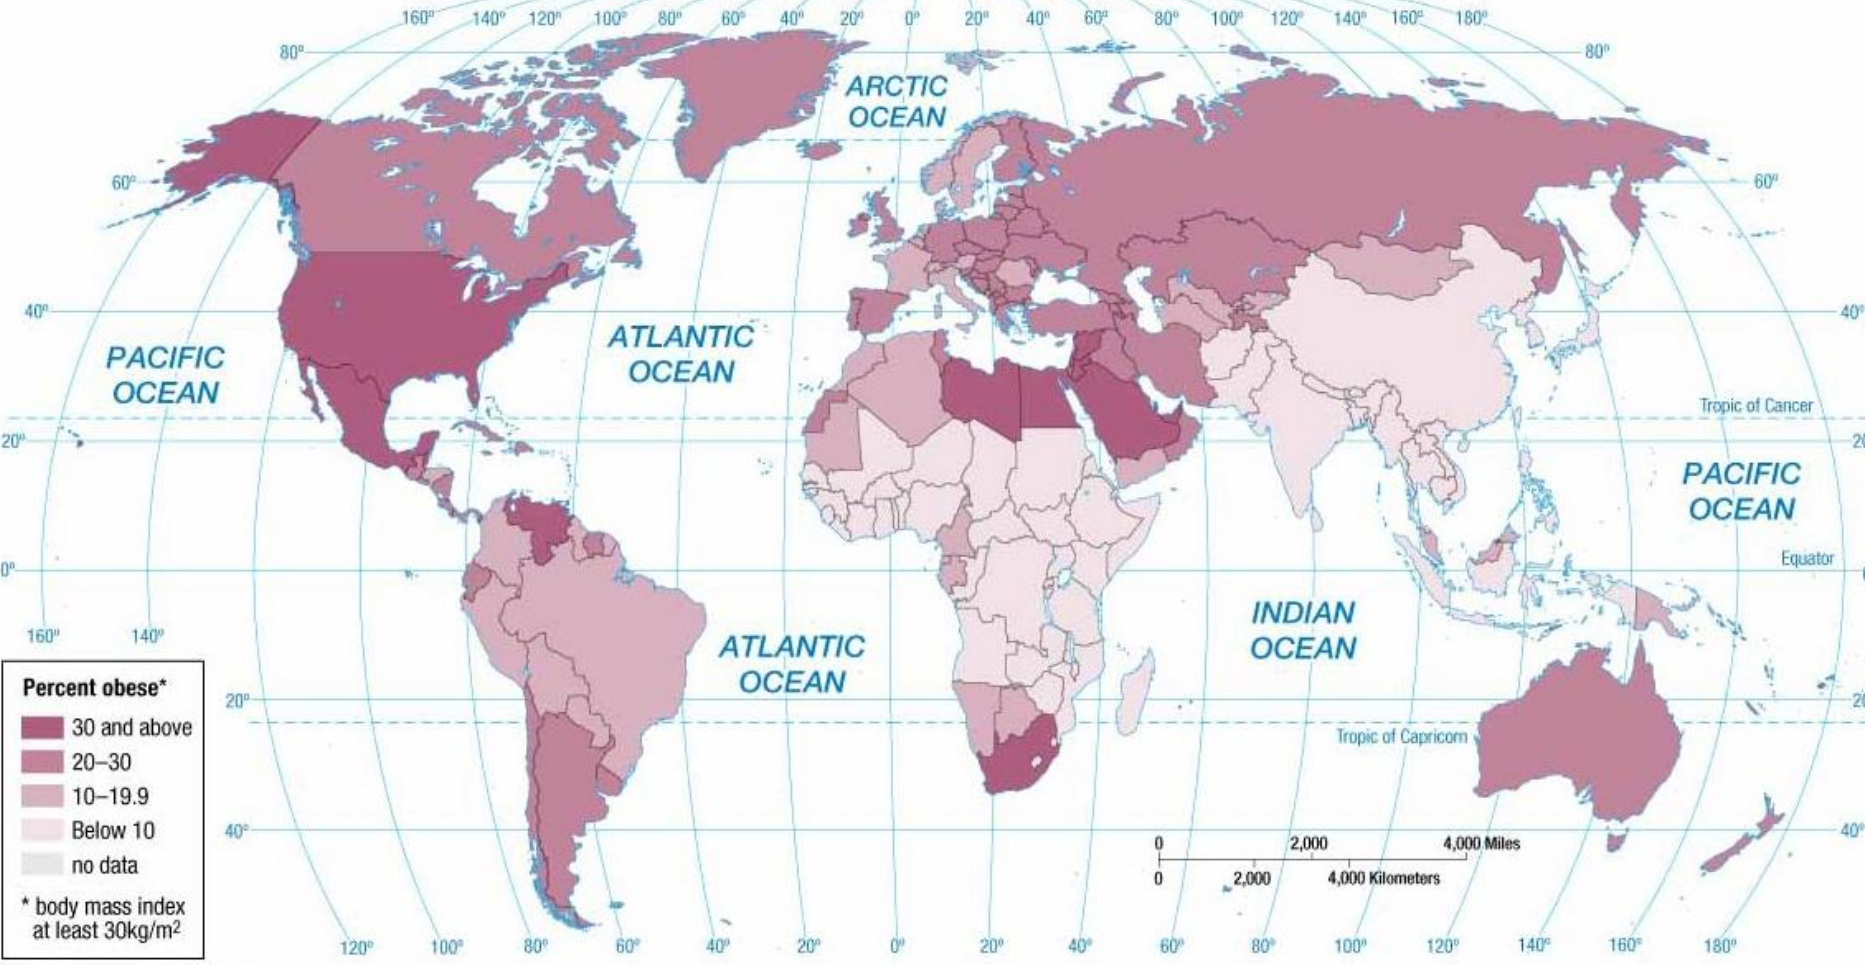 160° 140° 120° 100° 80° 60° 40° 20° 0° 20° 40° 60° 80° 100° 120° 140° 160° 180°
80° 80°
ARCTIC
OCEAN
60° 60°
40° 40°
PACIFIC
OCEAN
ATLANTIC
OCEAN
Tropic of Cancer
20° 20
PACIFIC
OCEAN
Equator
0°
INDIAN
OCEAN
160° 140°
ATLANTIC
OCEAN
20° 20
Tropic of Capricorn
40° 40°
Percent obese*
30 and above
20–30
10–19.9
Below 10
no data
* body mass index
at least 30kg/m²
0 2,000 4,000 Miles
0 2,000 4,000 Kilometers
120° 100° 80° 60° 40° 20° 0° 20° 40° 60° 80° 100° 120° 140° 160° 180°